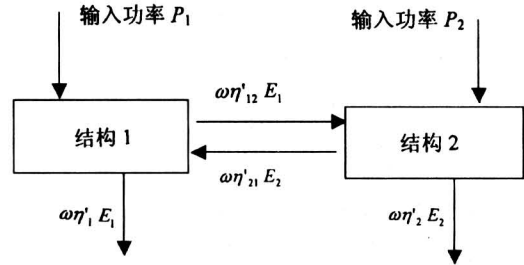 输入功率 P₁
输入功率 P₂
ωη'₁₂ E₁
结构 1
结构 2
ωη'₂₁ E₂
ωη'₁ E₁
ωη'₂ E₂